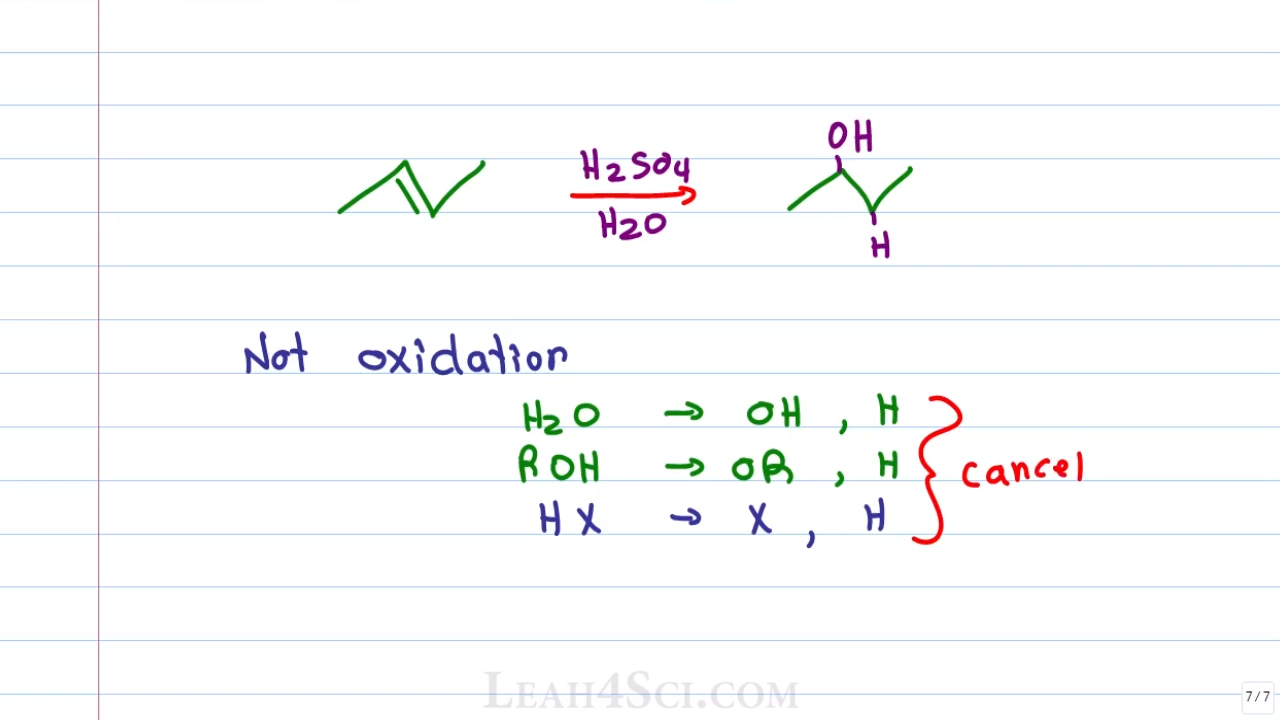 OH
H2SO4
H2O
H
Not oxidation
H2O → OH , H
ROH → OR , H
cancel
HX → X , H
LEAH4SCI.COM
7/7